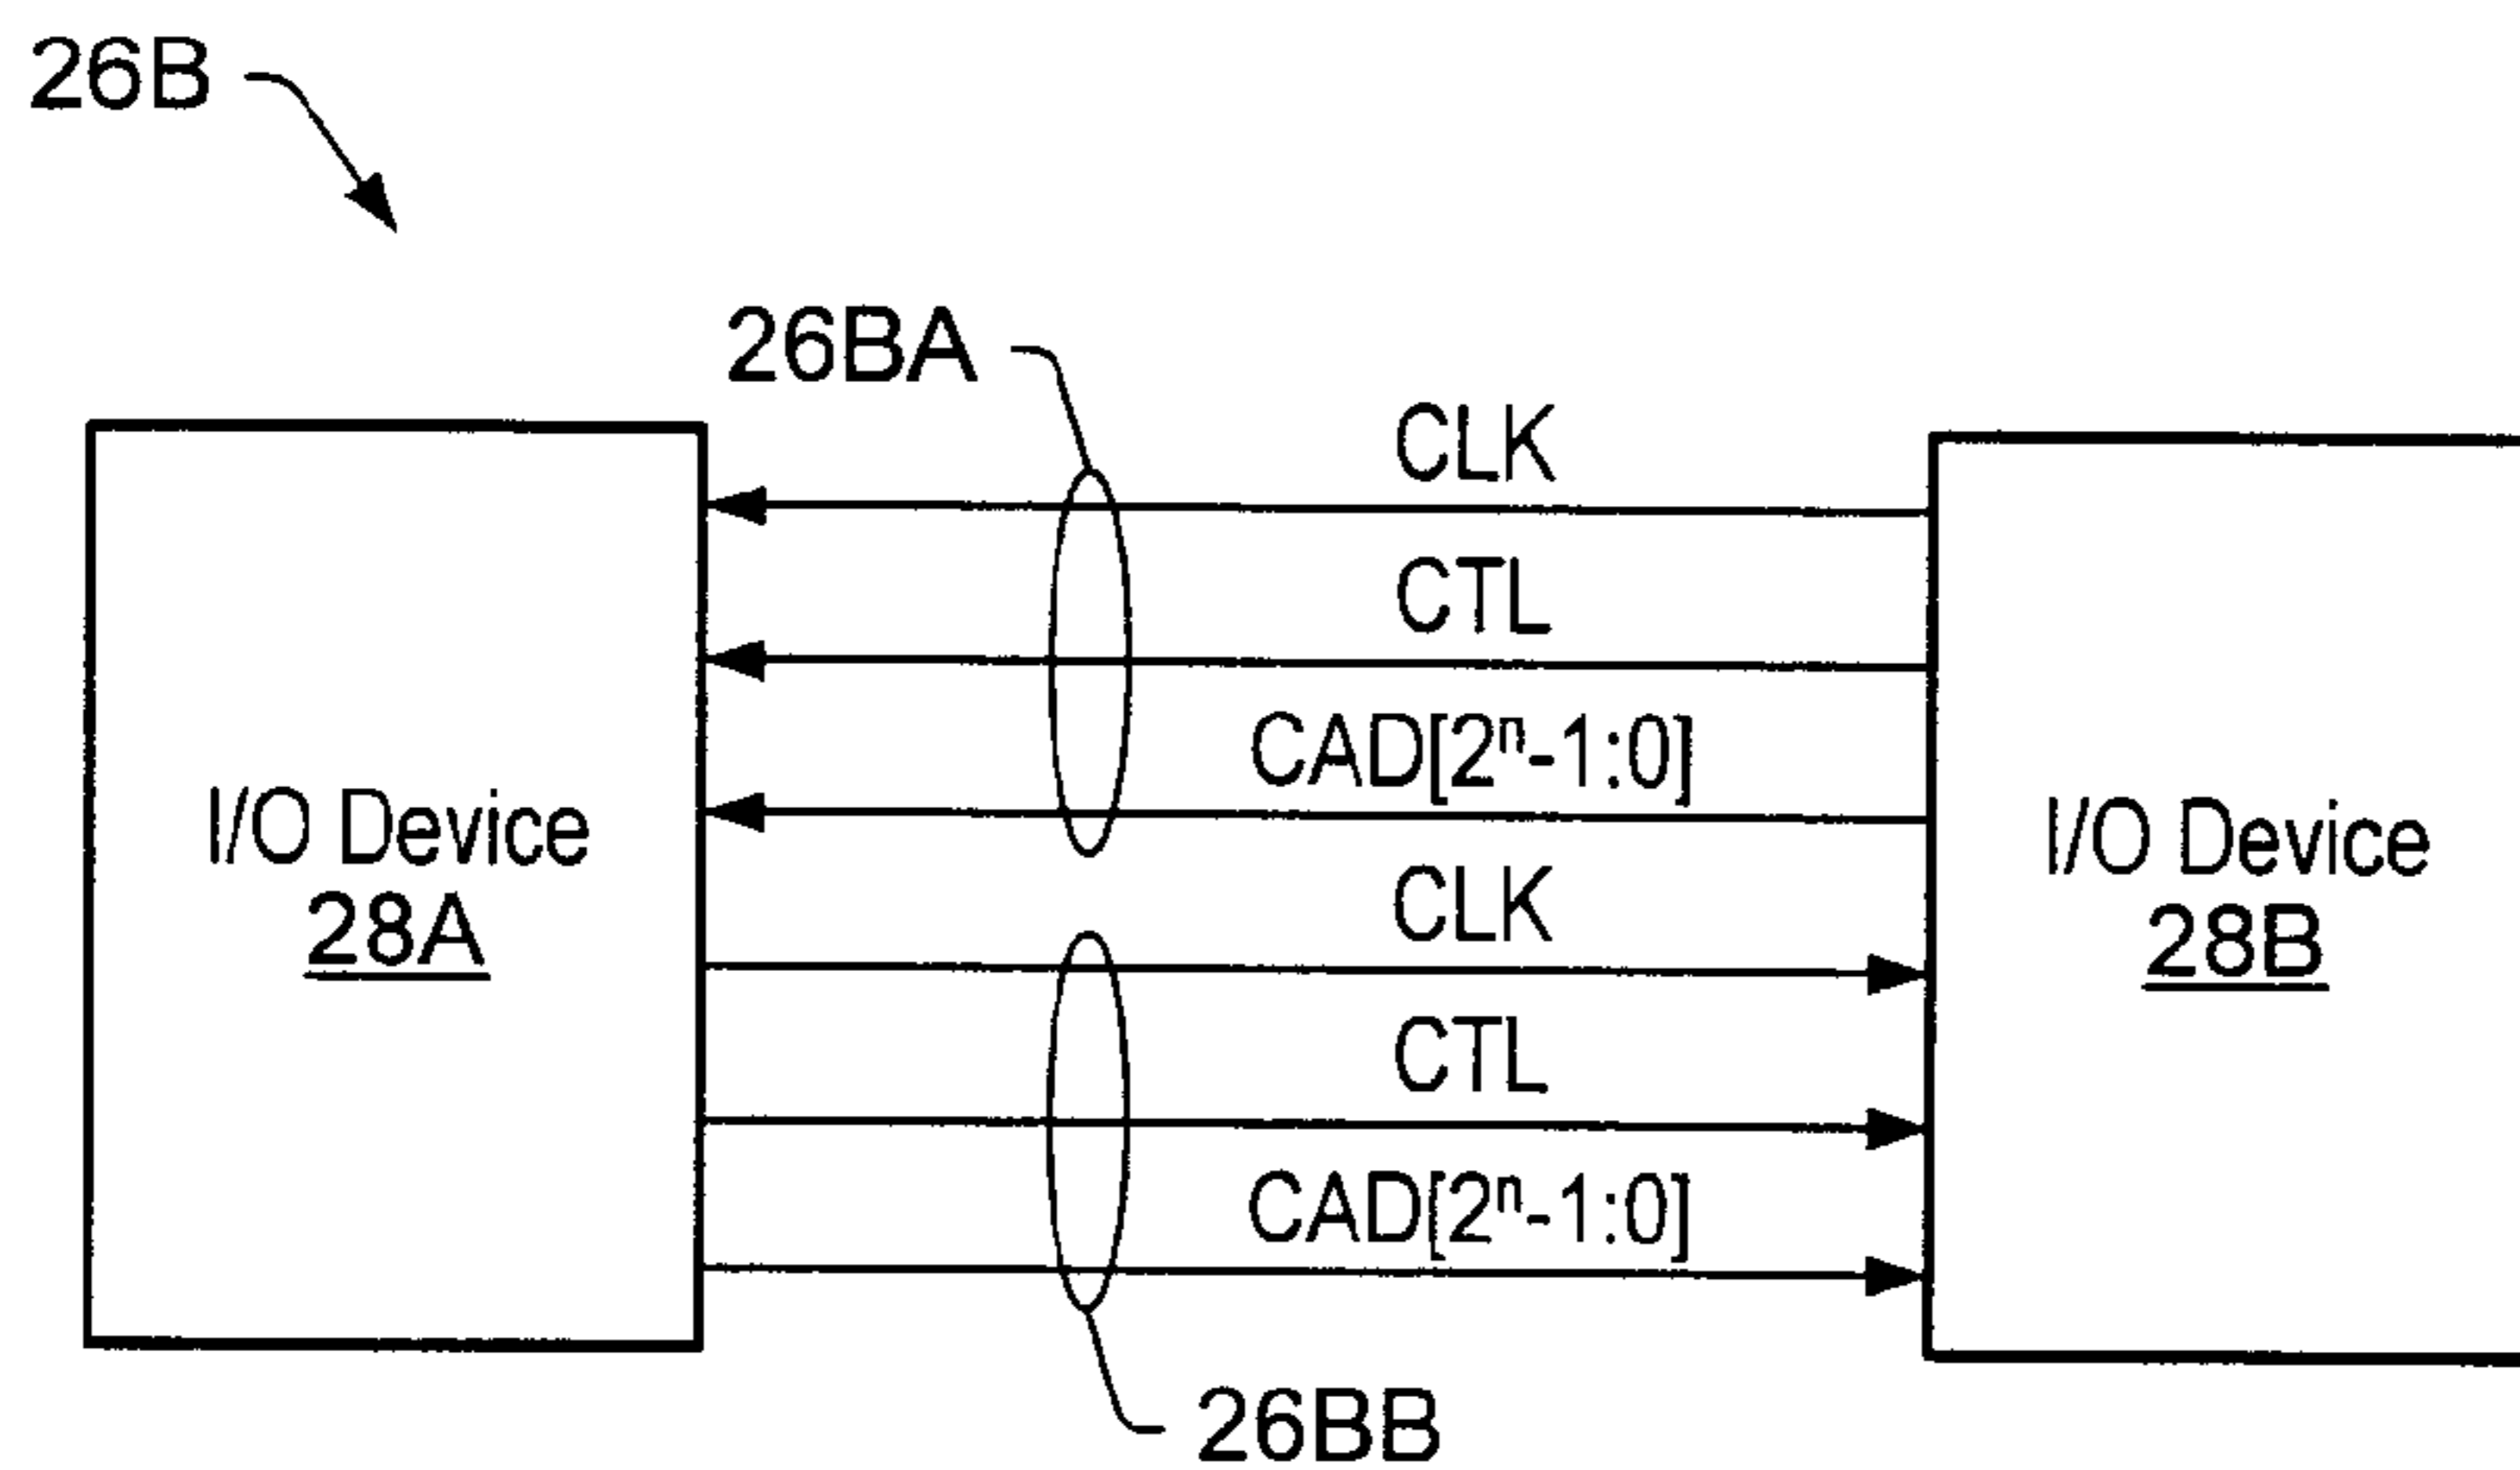 26B
26BA
CLK
CTL
CAD[2ⁿ-1:0]
I/O Device
28A
CLK
I/O Device
28B
CTL
CAD[2ⁿ-1:0]
26BB